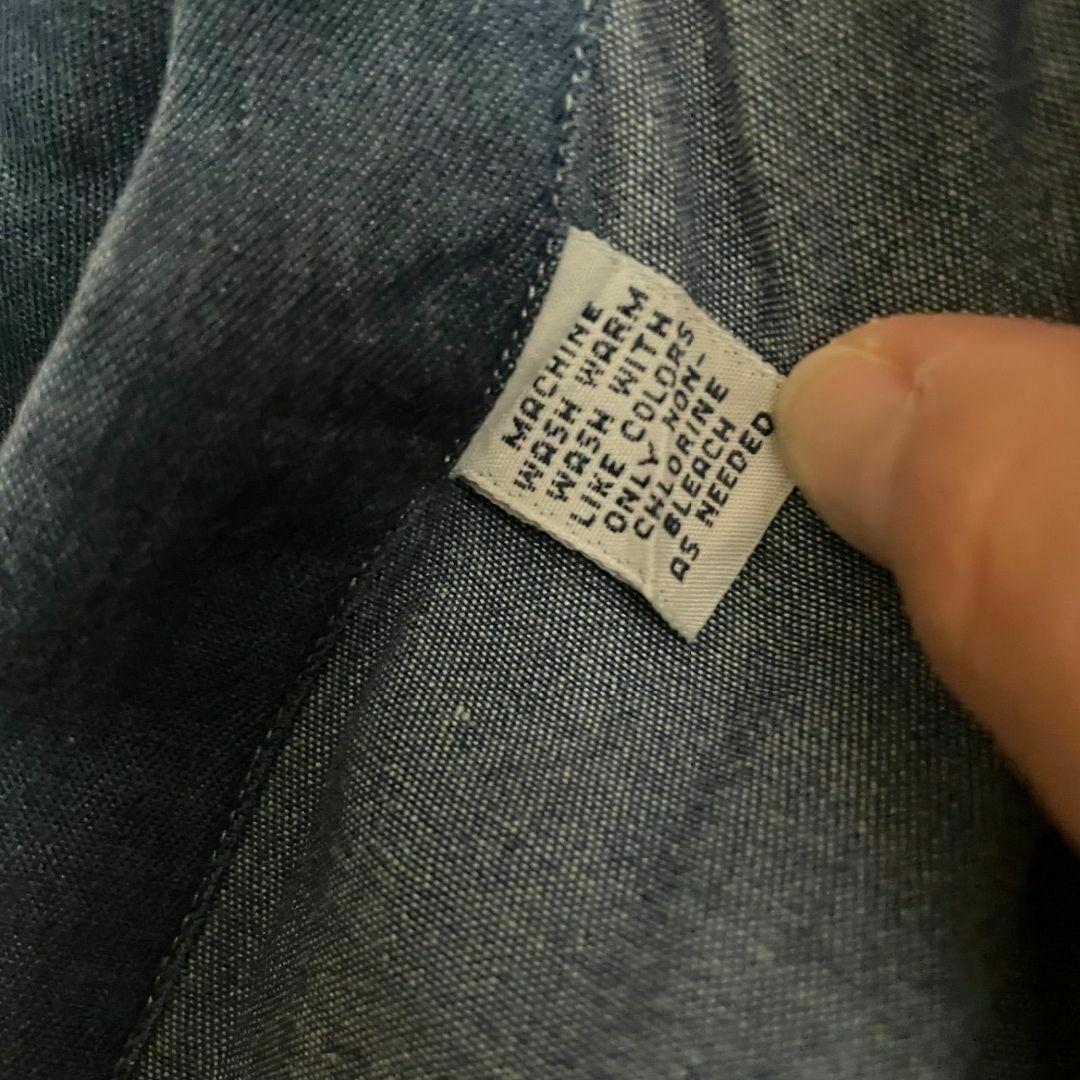 MACHINE
WASH WARM
WASH WITH
LIKE COLORS
ONLY NON-
CHLORINE
BLEACH
AS NEEDED